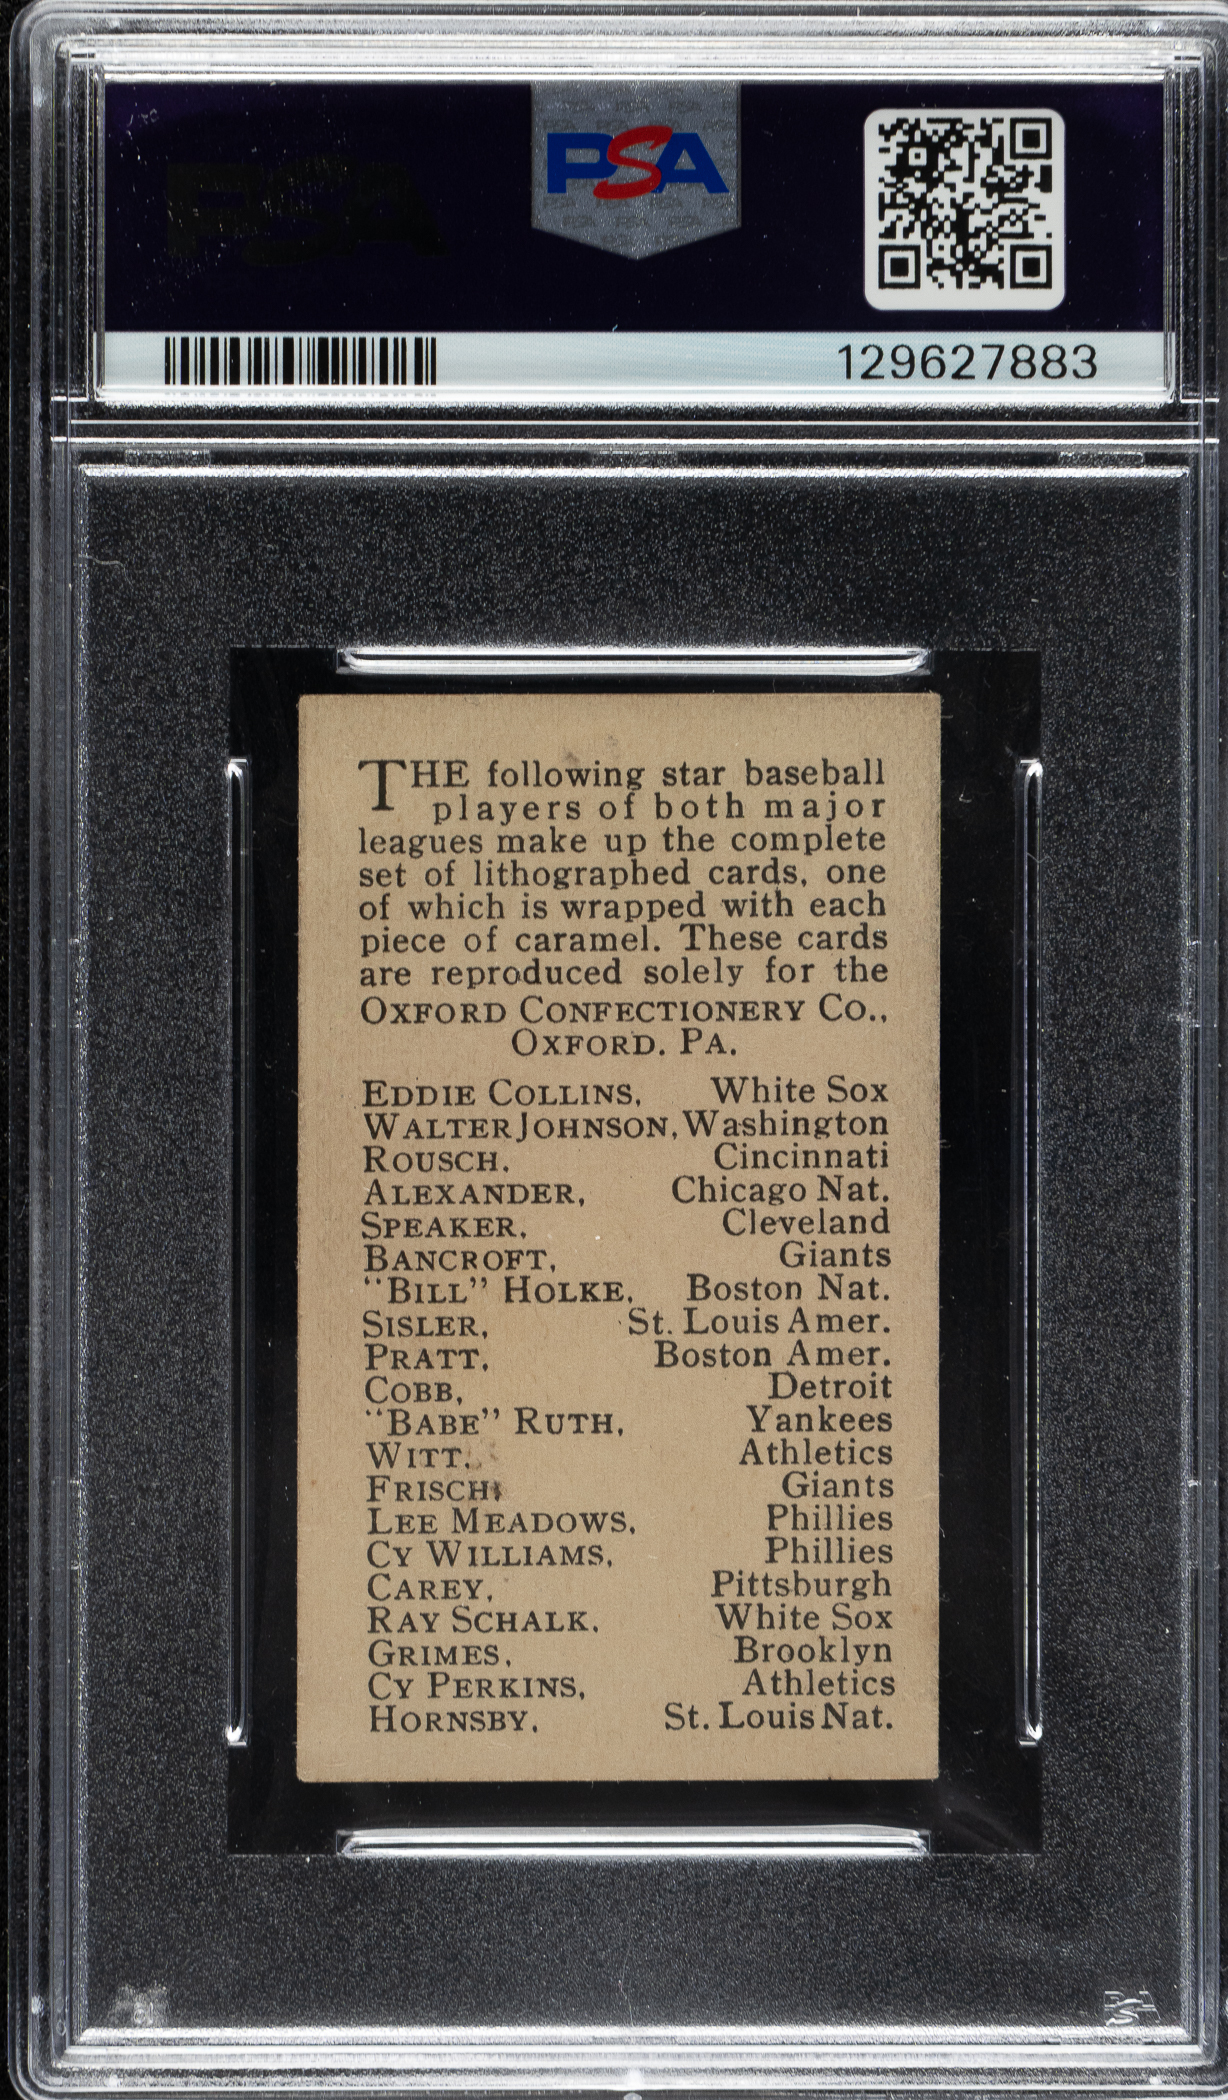 PSA
129627883
THE following star baseball
players of both major
leagues make up the complete
set of lithographed cards, one
of which is wrapped with each
piece of caramel. These cards
are reproduced solely for the
OXFORD CONFECTIONERY CO.,
OXFORD. PA.
EDDIE COLLINS, White Sox
WALTER JOHNSON, Washington
ROUSCH. Cincinnati
ALEXANDER, Chicago Nat.
SPEAKER, Cleveland
BANCROFT, Giants
"BILL" HOLKE, Boston Nat.
SISLER, St. Louis Amer.
PRATT, Boston Amer.
COBB, Detroit
"BABE" RUTH, Yankees
WITT, Athletics
FRISCH, Giants
LEE MEADOWS, Phillies
CY WILLIAMS, Phillies
CAREY, Pittsburgh
RAY SCHALK, White Sox
GRIMES, Brooklyn
CY PERKINS, Athletics
HORNSBY, St. Louis Nat.